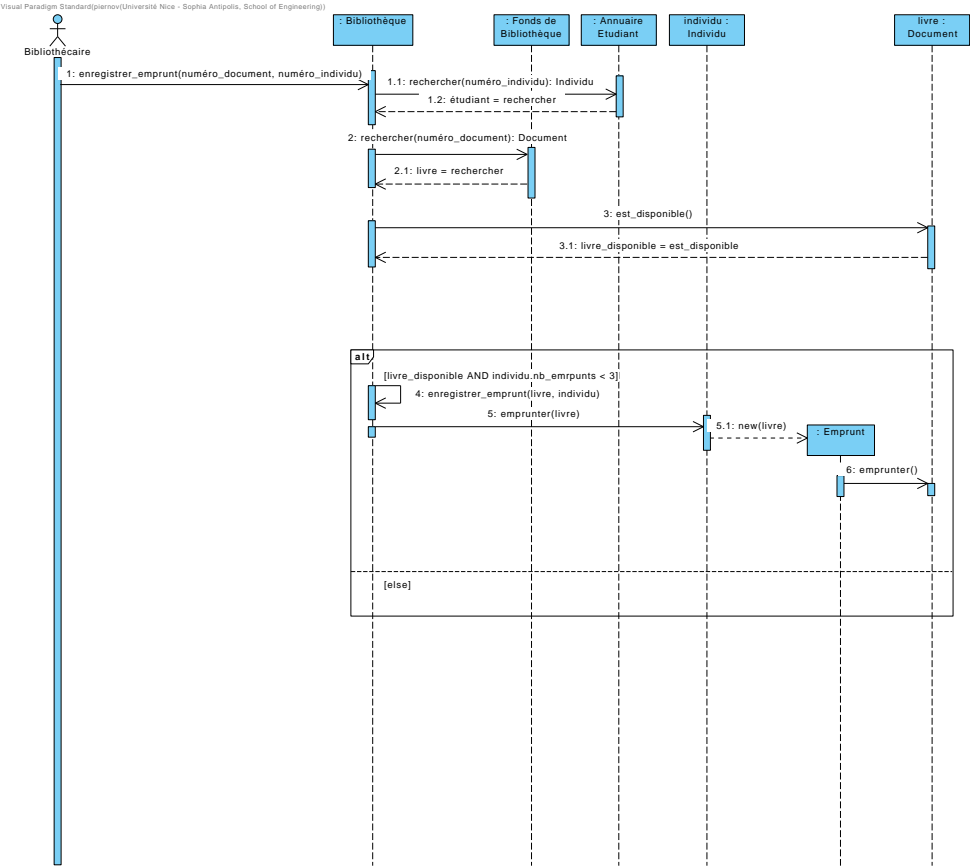 Visual Paradigm Standard(piernov(Université Nice - Sophia Antipolis, School of Engineering))
: Bibliothèque
: Fonds de
Bibliothèque
: Annuaire
Etudiant
individu :
Individu
livre :
Document
Bibliothécaire
1: enregistrer_emprunt(numéro_document, numéro_individu)
1.1: rechercher(numéro_individu): Individu
1.2: étudiant = rechercher
2: rechercher(numéro_document): Document
2.1: livre = rechercher
3: est_disponible()
3.1: livre_disponible = est_disponible
alt
[livre_disponible AND individu.nb_emrpunts < 3]
4: enregistrer_emprunt(livre, individu)
5: emprunter(livre)
5.1: new(livre)
: Emprunt
6: emprunter()
[else]